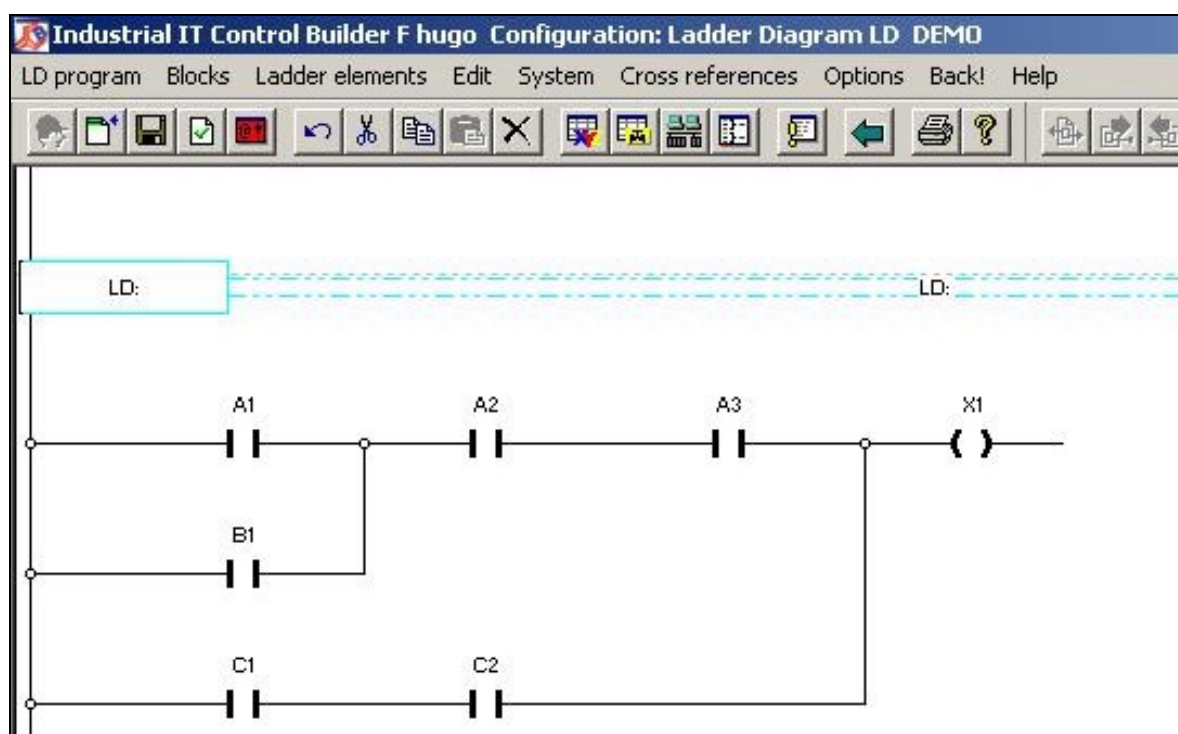 Industrial IT Control Builder F hugo Configuration: Ladder Diagram LD DEMO
LD program Blocks Ladder elements Edit System Cross references Options Back! Help
LD: LD:
A1 A2 A3 X1
B1
C1 C2